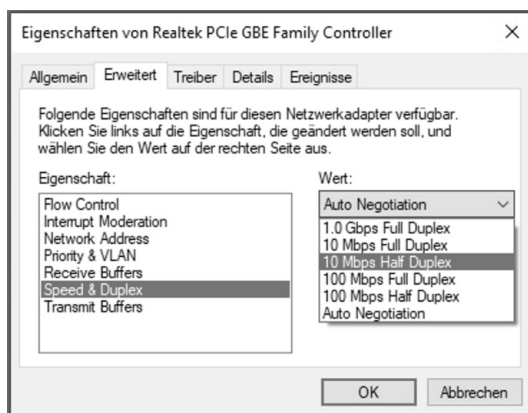 Eigenschaften von Realtek PCIe GBE Family Controller
Allgemein Erweitert Treiber Details Ereignisse
Folgende Eigenschaften sind für diesen Netzwerkadapter verfügbar.
Klicken Sie links auf die Eigenschaft, die geändert werden soll, und
wählen Sie den Wert auf der rechten Seite aus.
Eigenschaft:
Flow Control
Interrupt Moderation
Network Address
Priority & VLAN
Receive Buffers
Speed & Duplex
Transmit Buffers
Wert:
Auto Negotiation
1.0 Gbps Full Duplex
10 Mbps Full Duplex
10 Mbps Half Duplex
100 Mbps Full Duplex
100 Mbps Half Duplex
Auto Negotiation
OK Abbrechen